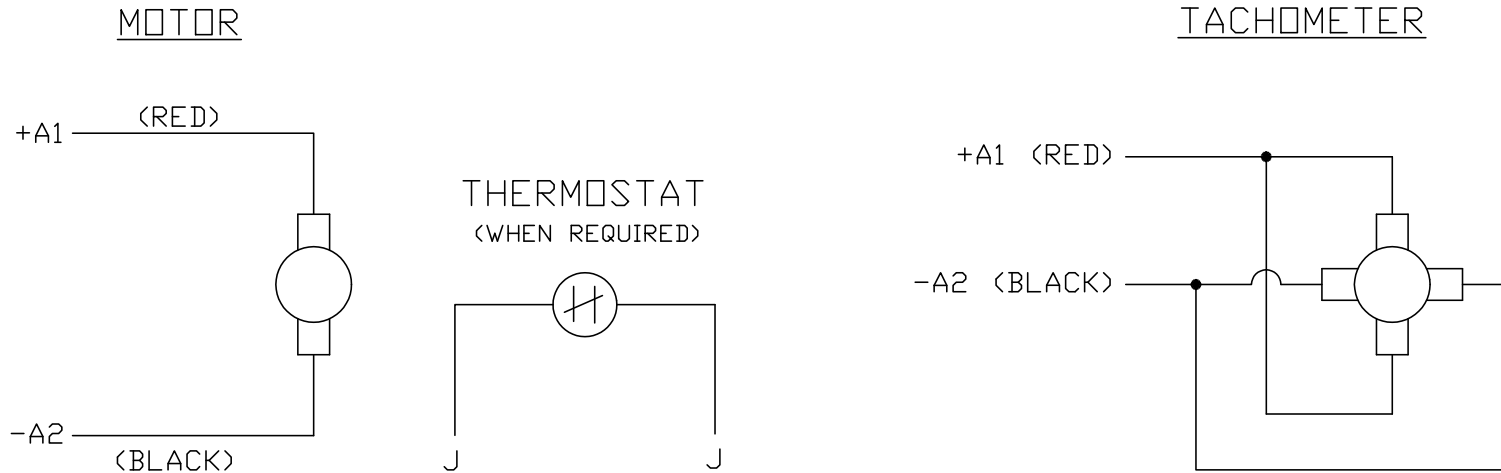 MOTOR
+A1
(RED)
-A2
(BLACK)
THERMOSTAT
(WHEN REQUIRED)
J
J
TACHOMETER
+A1 (RED)
-A2 (BLACK)